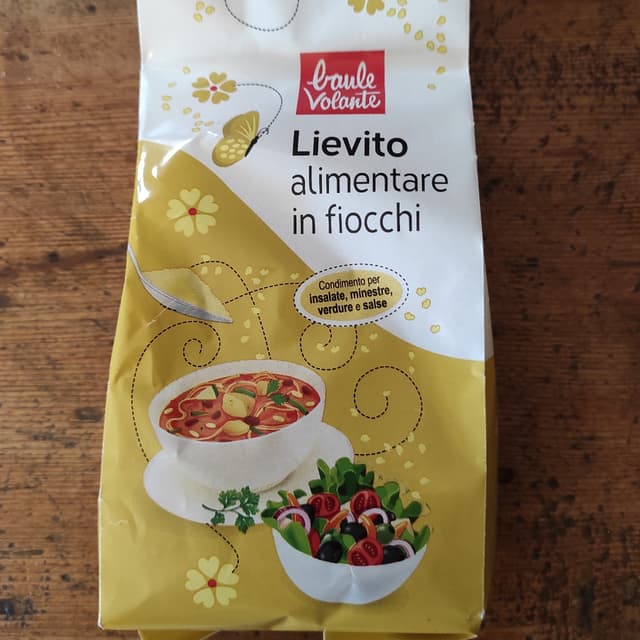 baule
volante
Lievito
alimentare
in fiocchi
Condimento per
insalate, minestre,
verdure e salse